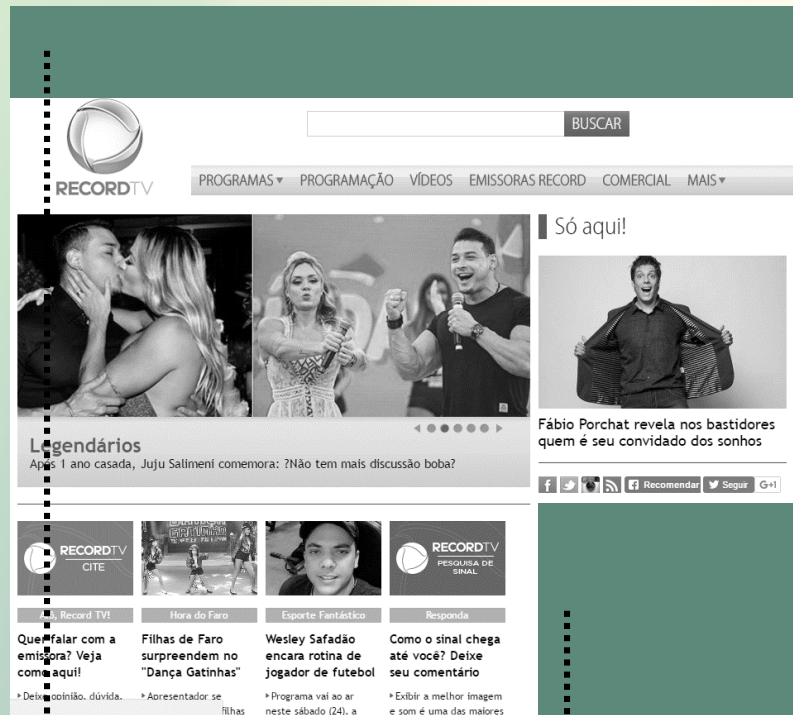 BUSCAR
RECORDTV
PROGRAMAS PROGRAMAÇÃO VÍDEOS EMISSORAS RECORD COMERCIAL MAIS
Só aqui!
Legendários
Após 1 ano casada, Juju Salimeni comemora: ?Não tem mais discussão boba?
Fábio Porchat revela nos bastidores
quem é seu convidado dos sonhos
Recomendar Seguir G+1
RECORDTV
CITE
Alô, Record TV!
Quer falar com a
emissora? Veja
como aqui!
Deixe opinião, dúvida,
Hora do Faro
Filhas de Faro
surpreendem no
"Dança Gatinhas"
Apresentador se
filhas
Esporte Fantástico
Wesley Safadão
encara rotina de
jogador de futebol
Programa vai ao ar
neste sábado (24), a
RECORDTV
PESQUISA DE
SINAL
Responda
Como o sinal chega
até você? Deixe
seu comentário
Exibir a melhor imagem
e som é uma das maiores